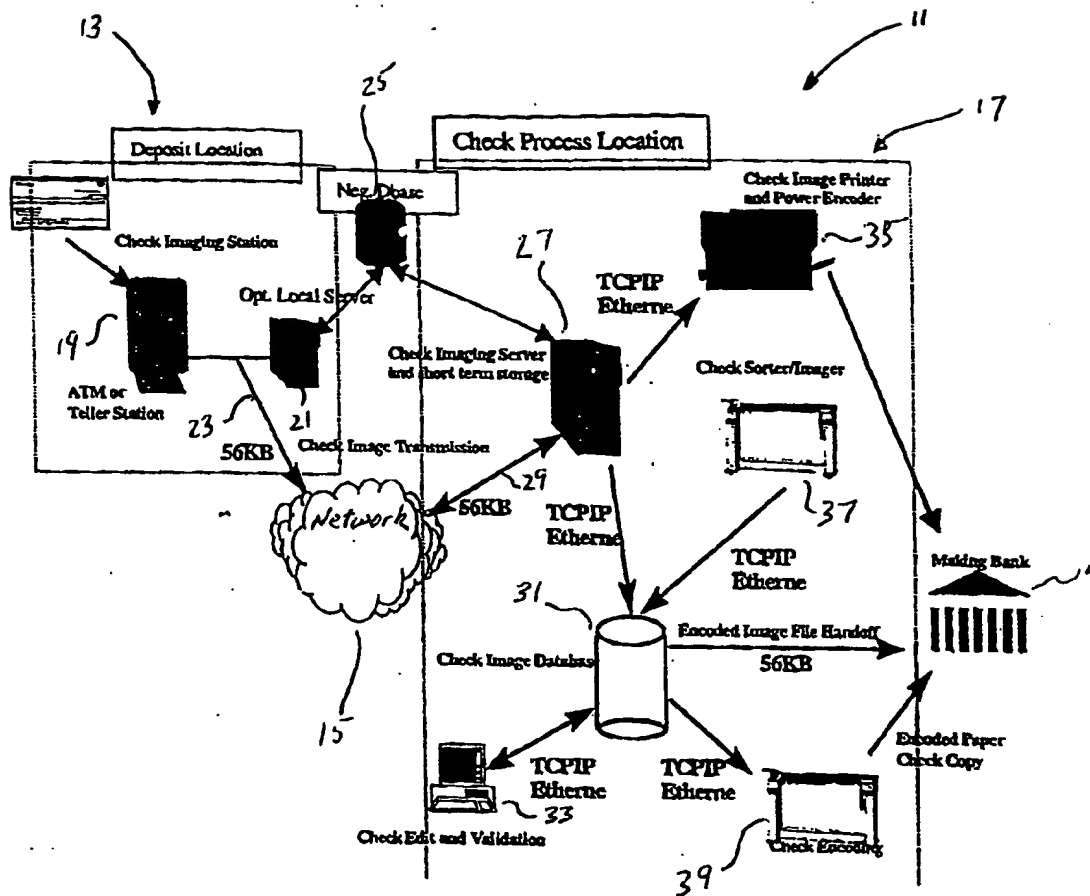 13
11
25
17
Deposit Location
Check Process Location
Neg. Dbase
Check Image Printer
and Power Encoder
35
Check Imaging Station
27
TCPIP
Etherne
Opt. Local Server
19
Check Imaging Server
and short term storage
Check Sorter/Imager
ATM or
Teller Station
23
21
56KB
Check Image Transmission
29
56KB
Network
TCPIP
Etherne
37
TCPIP
Etherne
Making Bank
31
Encoded Image File Handoff
56KB
Check Image Databas
15
Encoded Paper
Check Copy
TCPIP
Etherne
TCPIP
Etherne
33
Check Edit and Validation
Check Encoding
39